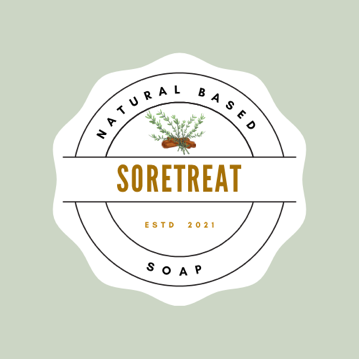 NATURAL BASED
SORETREAT
ESTD 2021
SOAP